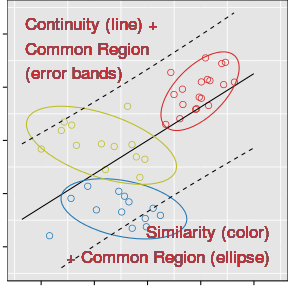 Continuity (line) +
Common Region
(error bands)
Similarity (color)
+ Common Region (ellipse)